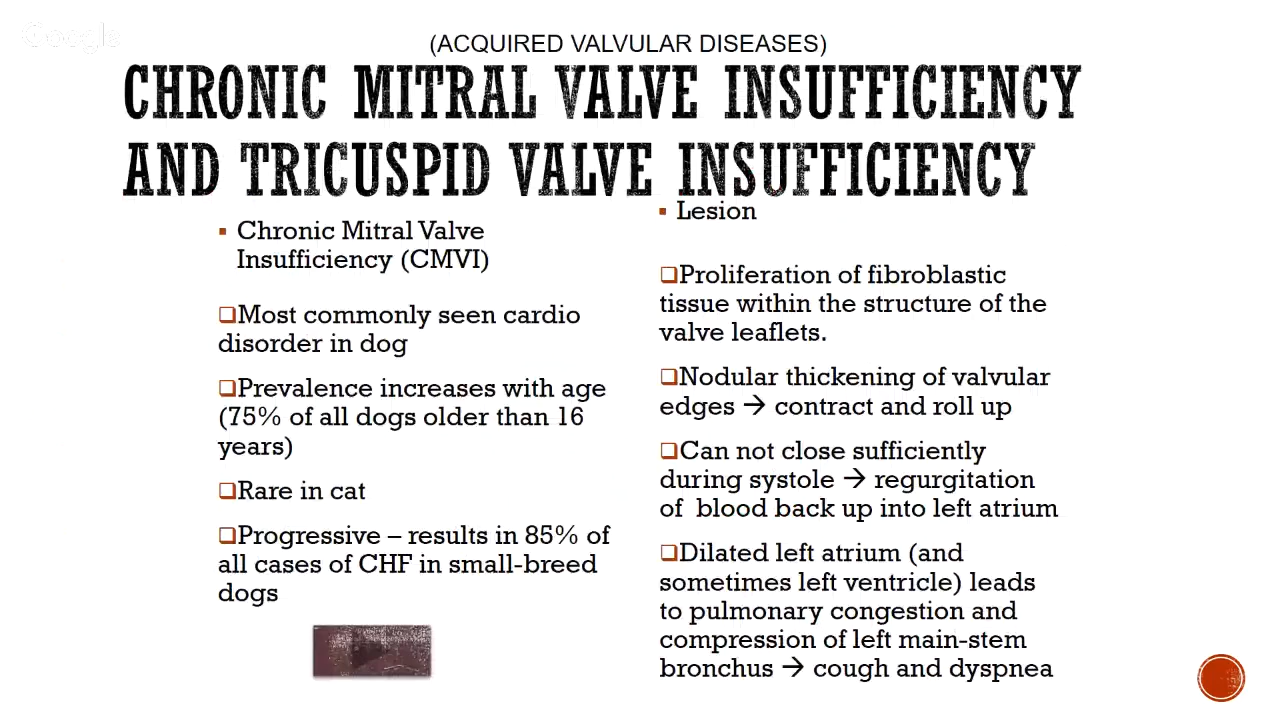 Google
(ACQUIRED VALVULAR DISEASES)
CHRONIC MITRAL VALVE INSUFFICIENCY
AND TRICUSPID VALVE INSUFFICIENCY
▪ Chronic Mitral Valve
Insufficiency (CMVI)
❑Most commonly seen cardio
disorder in dog
❑Prevalence increases with age
(75% of all dogs older than 16
years)
❑Rare in cat
❑Progressive – results in 85% of
all cases of CHF in small-breed
dogs
▪ Lesion
❑Proliferation of fibroblastic
tissue within the structure of the
valve leaflets.
❑Nodular thickening of valvular
edges → contract and roll up
❑Can not close sufficiently
during systole → regurgitation
of  blood back up into left atrium
❑Dilated left atrium (and
sometimes left ventricle) leads
to pulmonary congestion and
compression of left main-stem
bronchus → cough and dyspnea